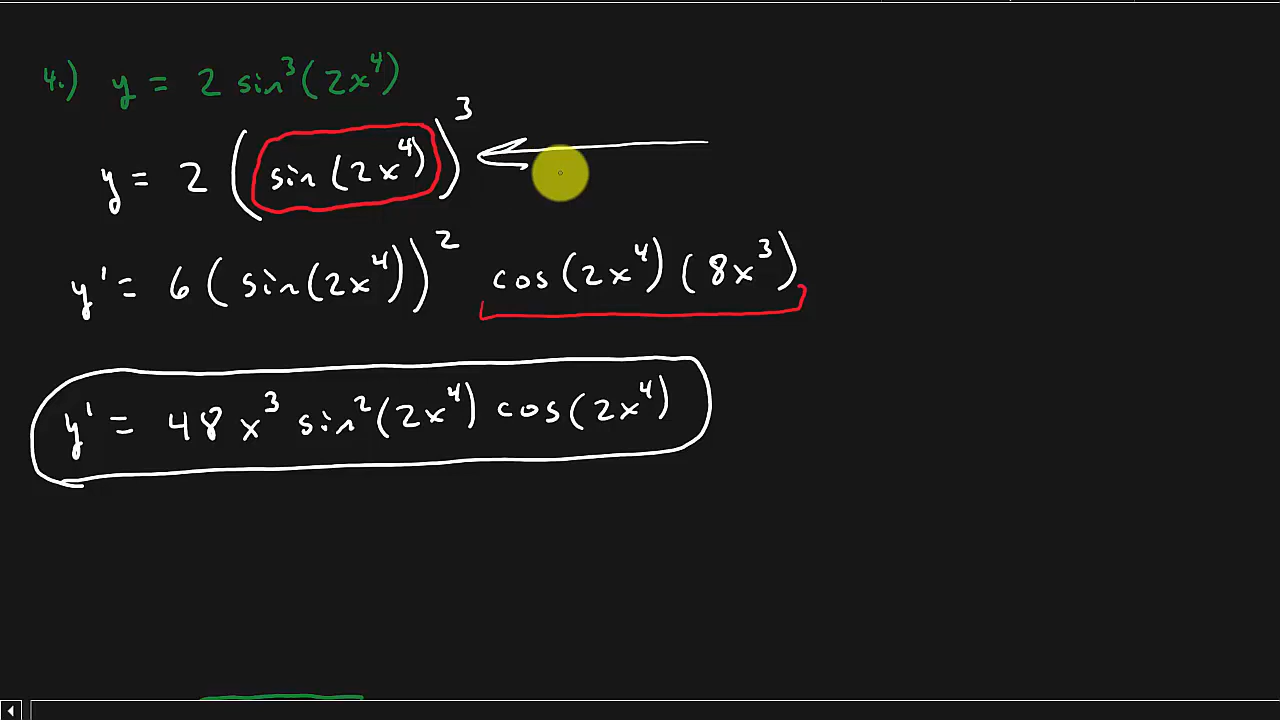 4.) y = 2 sin³(2x⁴)
y = 2 (sin(2x⁴))³
y' = 6 (sin(2x⁴))² cos(2x⁴)(8x³)
y' = 48x³ sin²(2x⁴) cos(2x⁴)